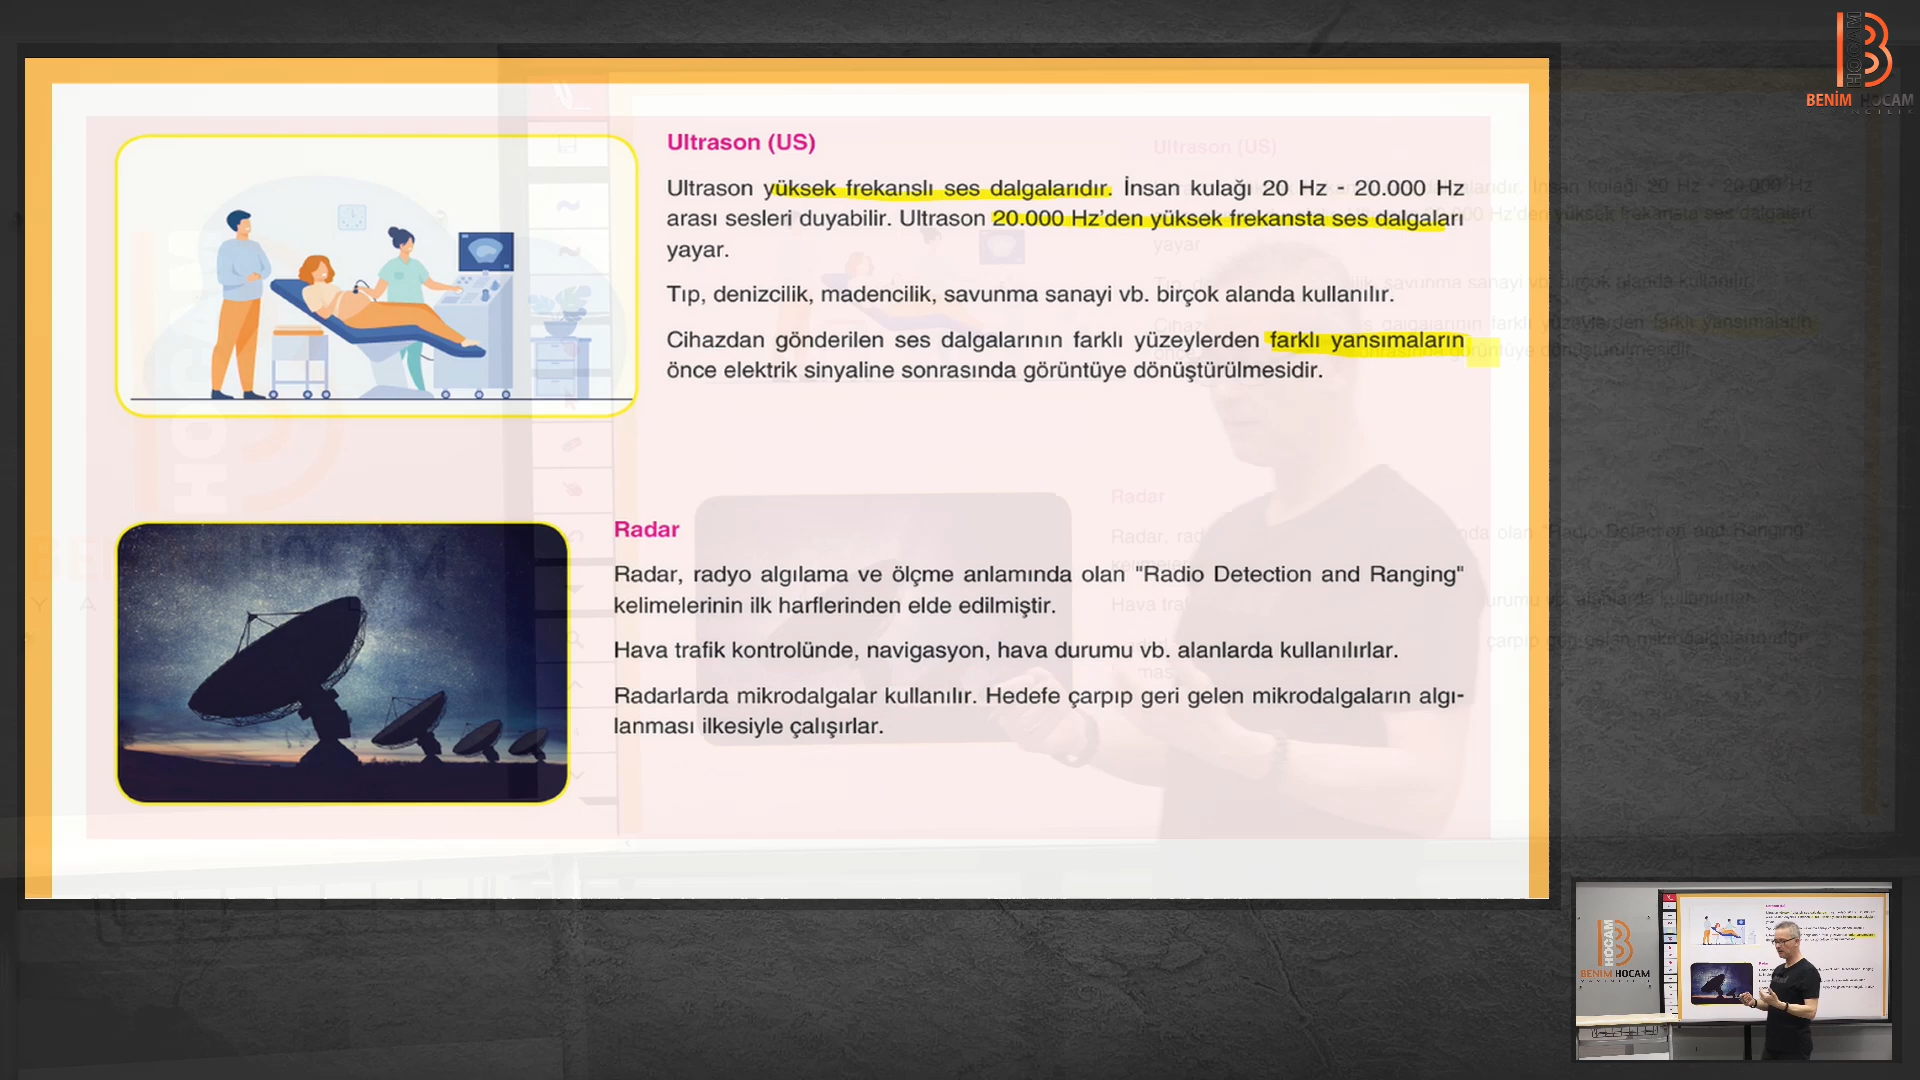 HOCAM
BENİM HOCAM
Ultrason (US)
Ultrason yüksek frekanslı ses dalgalarıdır. İnsan kulağı 20 Hz - 20.000 Hz
arası sesleri duyabilir. Ultrason 20.000 Hz'den yüksek frekansta ses dalgaları
yayar.
Tıp, denizcilik, madencilik, savunma sanayi vb. birçok alanda kullanılır.
Cihazdan gönderilen ses dalgalarının farklı yüzeylerden farklı yansımaların
önce elektrik sinyaline sonrasında görüntüye dönüştürülmesidir.
Radar
Radar, radyo algılama ve ölçme anlamında olan "Radio Detection and Ranging"
kelimelerinin ilk harflerinden elde edilmiştir.
Hava trafik kontrolünde, navigasyon, hava durumu vb. alanlarda kullanılırlar.
Radarlarda mikrodalgalar kullanılır. Hedefe çarpıp geri gelen mikrodalgaların algı-
lanması ilkesiyle çalışırlar.
HOCAM
BENİM HOCAM